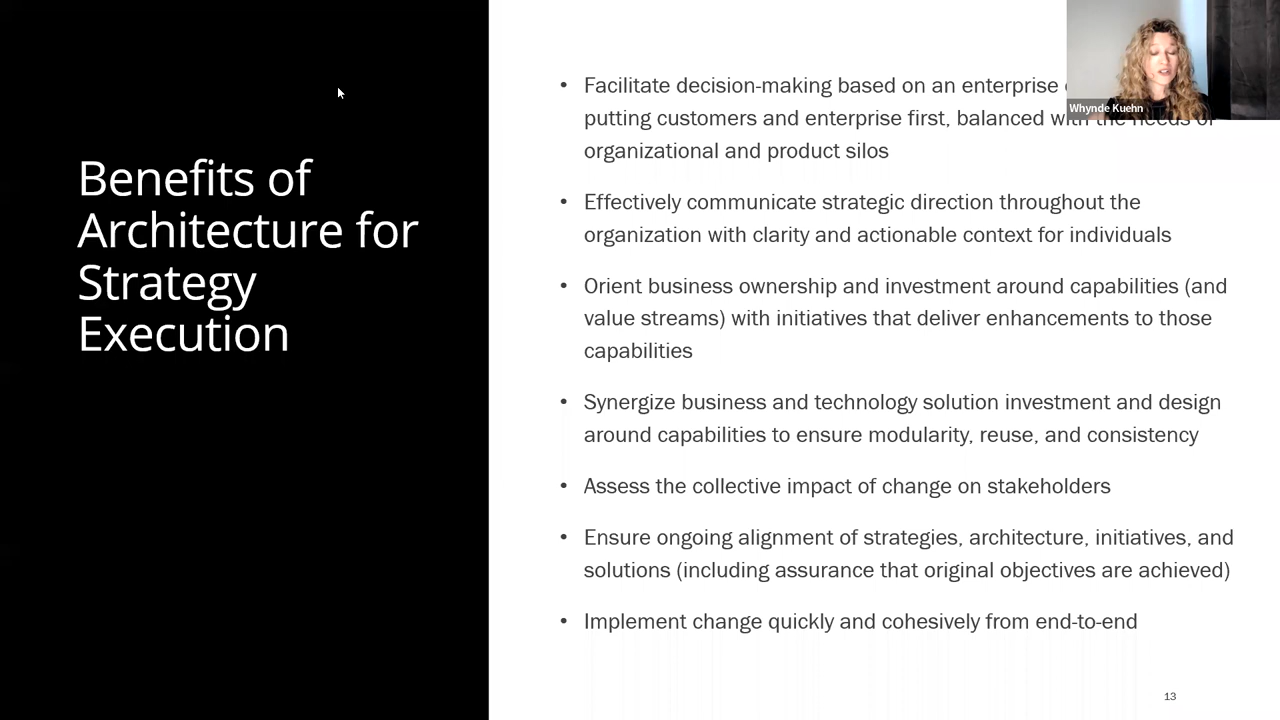 Benefits of
Architecture for
Strategy
Execution
• Facilitate decision-making based on an enterprise
putting customers and enterprise first, balanced with the needs of
organizational and product silos
• Effectively communicate strategic direction throughout the
organization with clarity and actionable context for individuals
• Orient business ownership and investment around capabilities (and
value streams) with initiatives that deliver enhancements to those
capabilities
• Synergize business and technology solution investment and design
around capabilities to ensure modularity, reuse, and consistency
• Assess the collective impact of change on stakeholders
• Ensure ongoing alignment of strategies, architecture, initiatives, and
solutions (including assurance that original objectives are achieved)
• Implement change quickly and cohesively from end-to-end
13
Whynde Kuehn